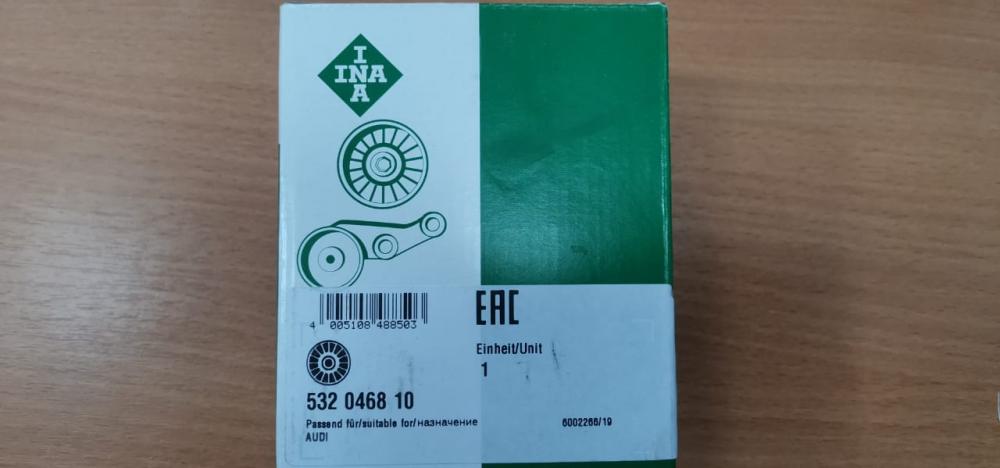 INA
INA
4 005108 488503
EAC
Einheit/Unit
1
532 0468 10
Passend für/suitable for/назначение
6002266/19
AUDI